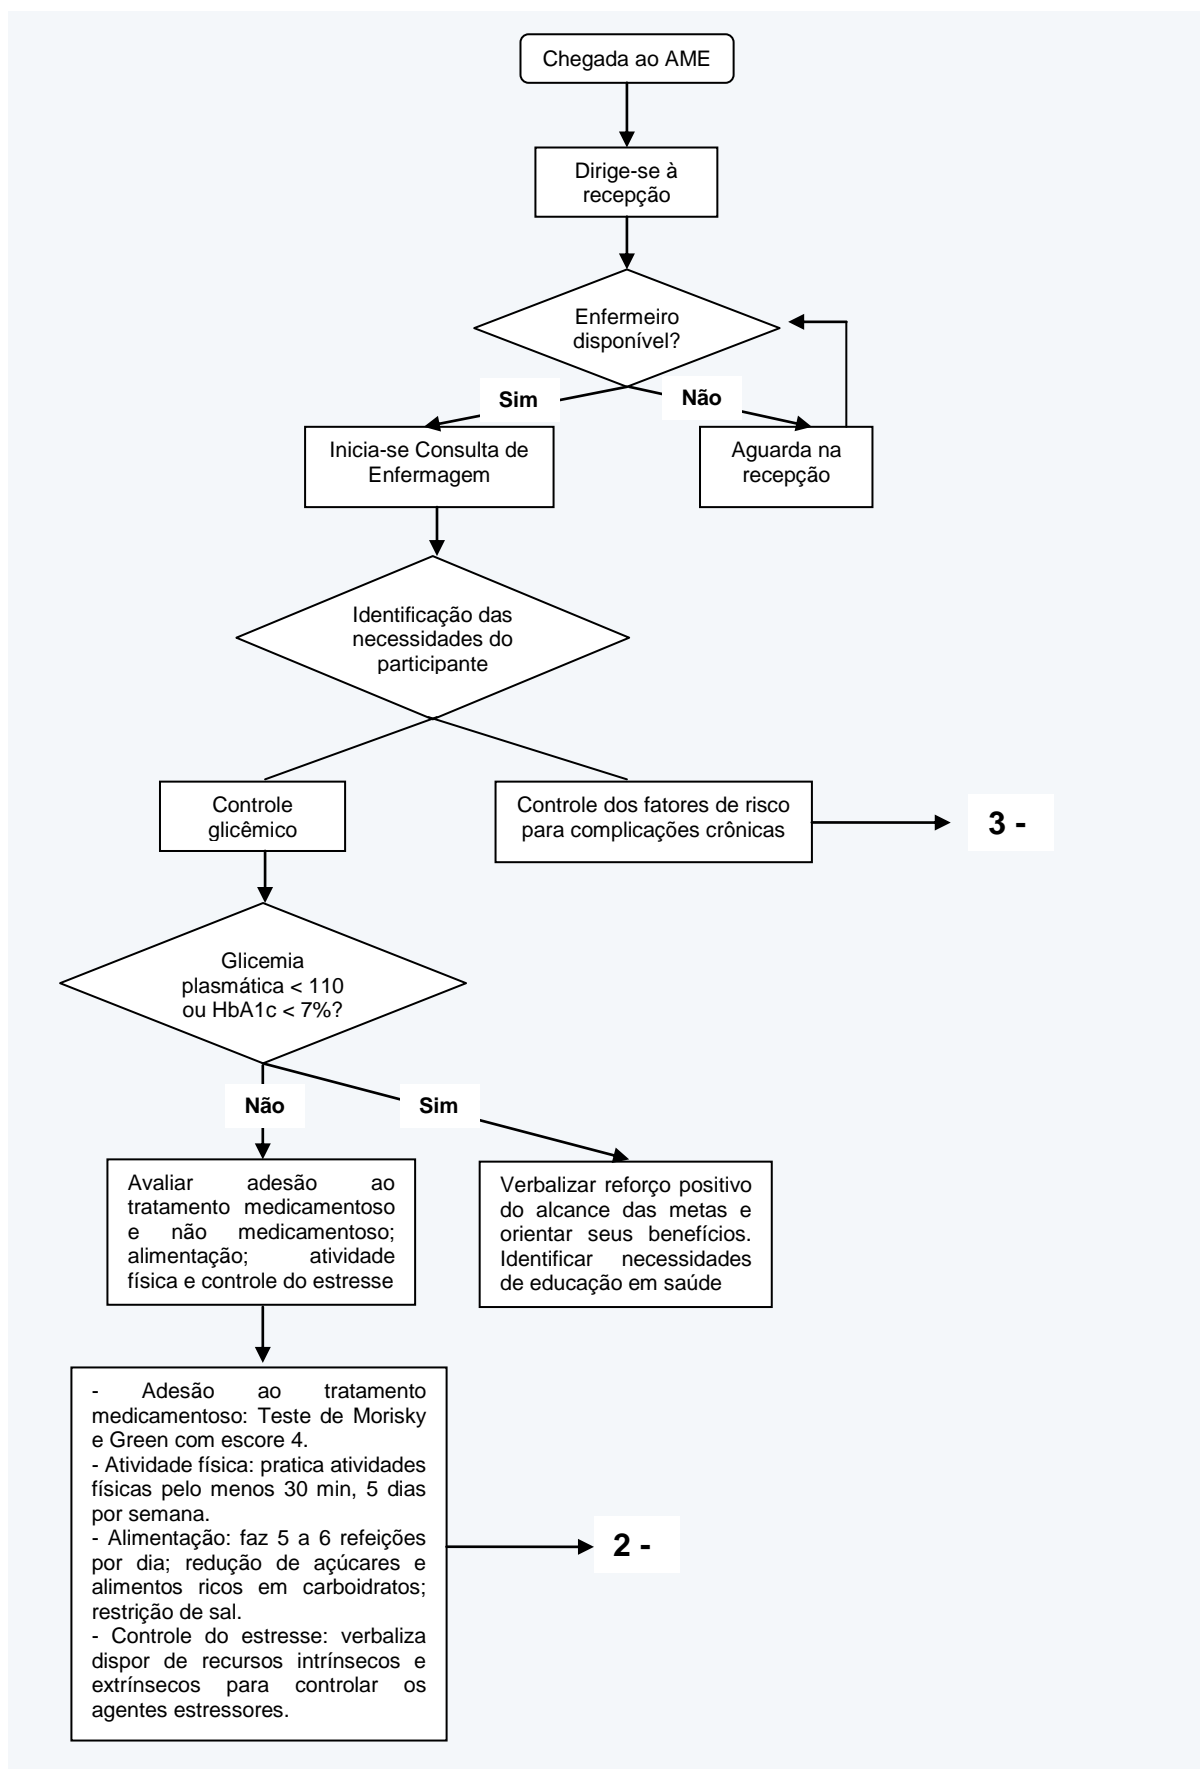 Chegada ao AME
Dirige-se à
recepção
Enfermeiro
disponível?
Sim
Não
Inicia-se Consulta de
Enfermagem
Aguarda na
recepção
Identificação das
necessidades do
participante
Controle
glicêmico
Controle dos fatores de risco
para complicações crônicas
3 -
Glicemia
plasmática < 110
ou HbA1c < 7%?
Não
Sim
Avaliar adesão ao
tratamento medicamentoso
e não medicamentoso;
alimentação; atividade
física e controle do estresse
Verbalizar reforço positivo
do alcance das metas e
orientar seus benefícios.
Identificar necessidades
de educação em saúde
- Adesão ao tratamento
medicamentoso: Teste de Morisky
e Green com escore 4.
- Atividade física: pratica atividades
físicas pelo menos 30 min, 5 dias
por semana.
- Alimentação: faz 5 a 6 refeições
por dia; redução de açúcares e
alimentos ricos em carboidratos;
restrição de sal.
- Controle do estresse: verbaliza
dispor de recursos intrínsecos e
extrínsecos para controlar os
agentes estressores.
2 -